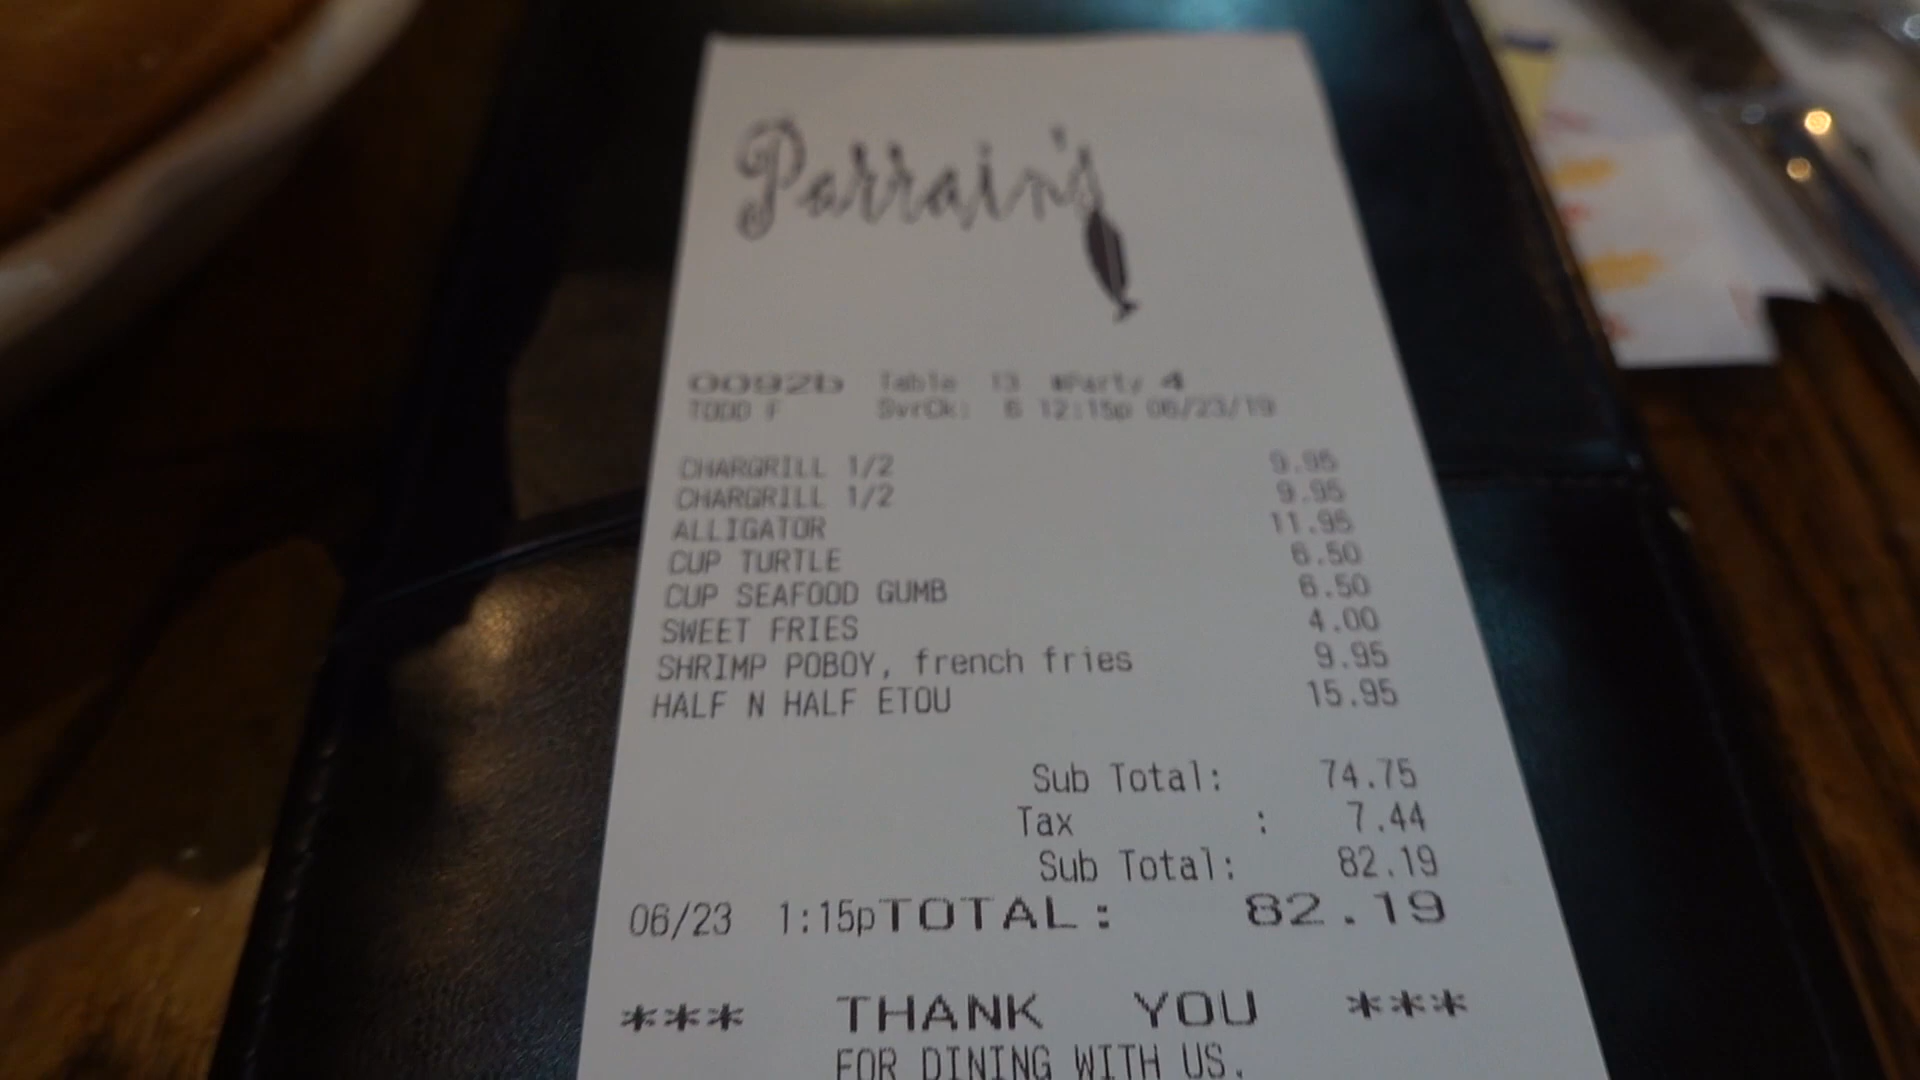 Parrain's
0092b Table 13 #Party 4
TODD F SvrCk: 6 12:15p 06/23/19
CHARGRILL 1/2 9.95
CHARGRILL 1/2 9.95
ALLIGATOR 11.95
CUP TURTLE 6.50
CUP SEAFOOD GUMB 6.50
SWEET FRIES 4.00
SHRIMP POBOY, french fries 9.95
HALF N HALF ETOU 15.95
Sub Total: 74.75
Tax : 7.44
Sub Total: 82.19
06/23 1:15pTOTAL: 82.19
*** THANK YOU ***
FOR DINING WITH US.